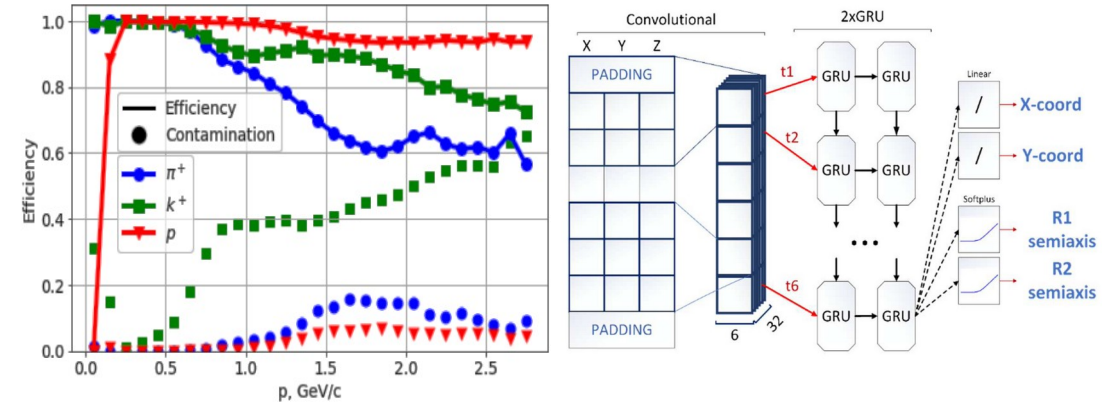 1.0
0.8
0.6
0.4
0.2
0.0
Efficiency
Efficiency
Contamination
π+
k+
p
0.0 0.5 1.0 1.5 2.0 2.5
p, GeV/c
Convolutional
X Y Z
PADDING
PADDING
6
32
t1
t2
t6
2xGRU
GRU GRU
GRU GRU
GRU GRU
Linear
X-coord
Y-coord
Softplus
R1
semiaxis
R2
semiaxis